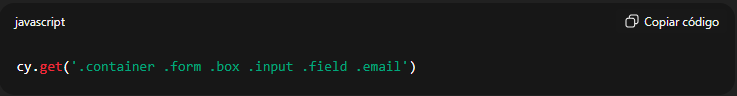 javascript
Copiar código
cy.get('.container .form .box .input .field .email')